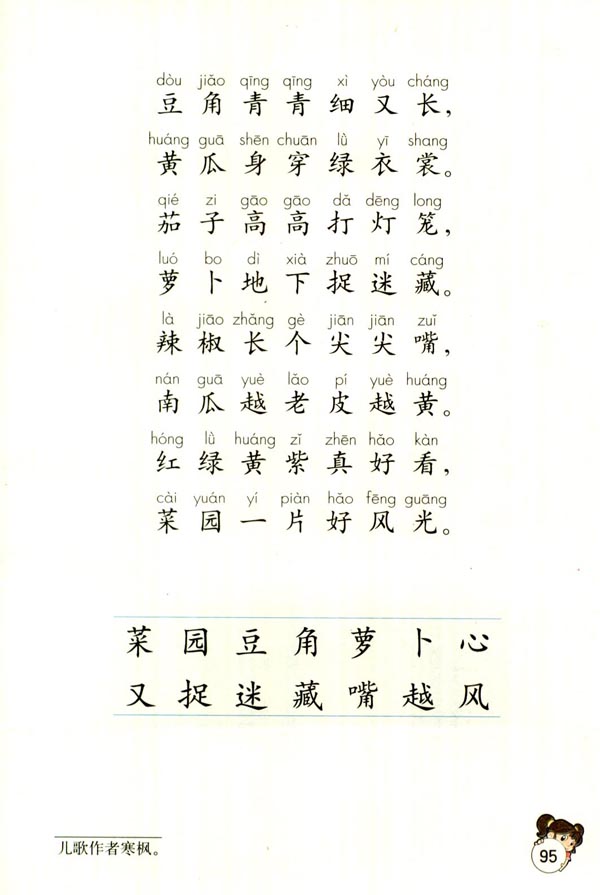 dòu jiǎo qīng qīng xì yòu cháng
豆角青青细又长，
huáng guā shēn chuān lǜ yī shang
黄瓜身穿绿衣裳。
qié zi gāo gāo dǎ dēng long
茄子高高打灯笼，
luó bo dì xià zhuō mí cáng
萝卜地下捉迷藏。
là jiāo zhǎng gè jiān jiān zuǐ
辣椒长个尖尖嘴，
nán guā yuè lǎo pí yuè huáng
南瓜越老皮越黄。
hóng lǜ huáng zǐ zhēn hǎo kàn
红绿黄紫真好看，
cài yuán yí piàn hǎo fēng guāng
菜园一片好风光。
菜园豆角萝卜心
又捉迷藏嘴越风
儿歌作者寒枫。
95